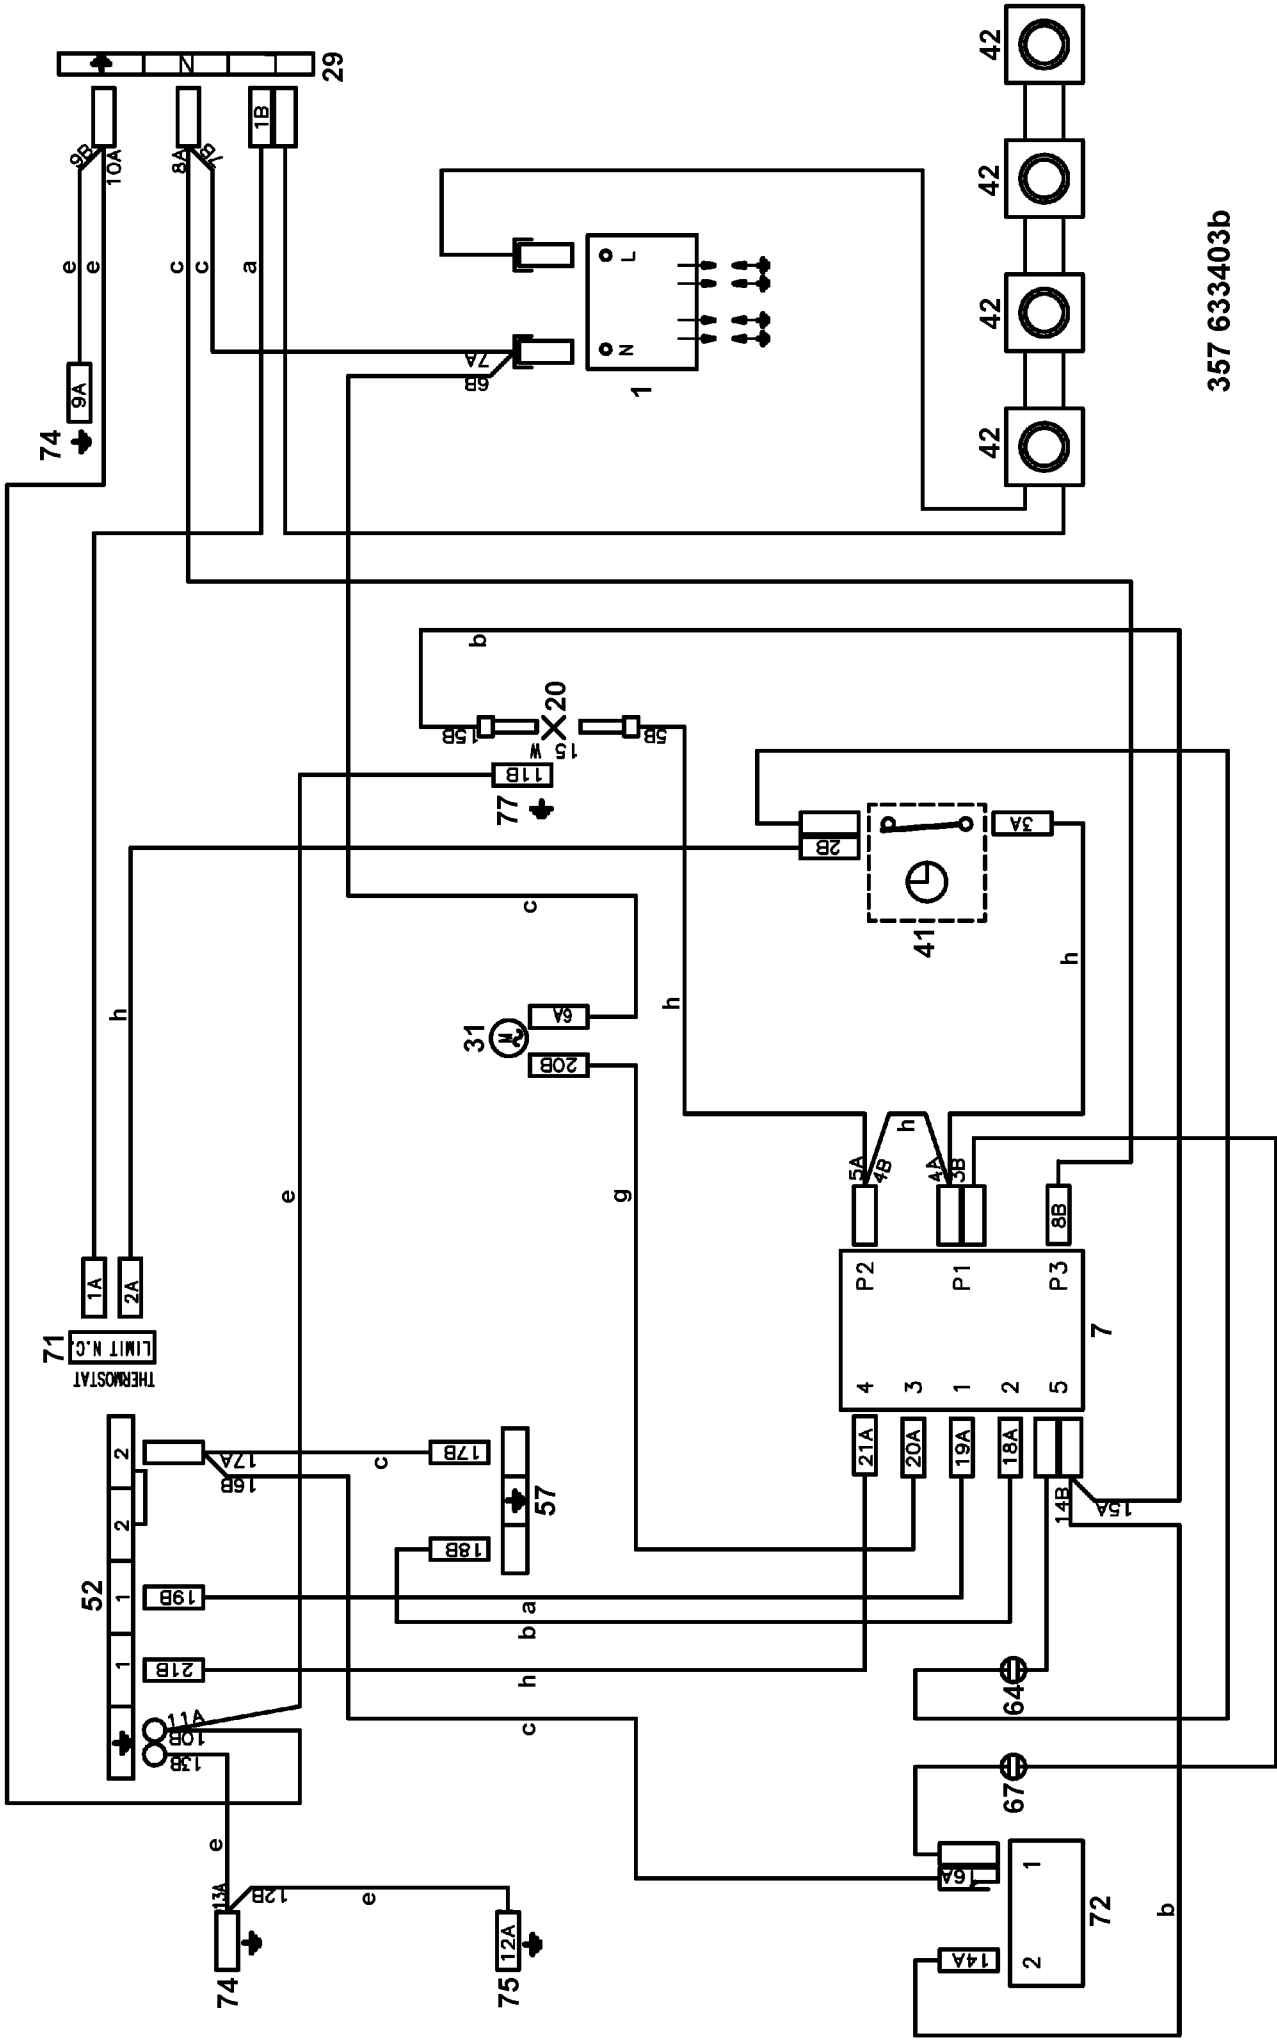 29
N
L
1B
9B
10A
8A
7B
e
e
c
c
a
74
9A
42
42
42
42
357 633403b
L
N
1
7A
6B
b
15B
20
15 W
5B
77
11B
2B
3A
41
h
c
h
h
31
6A
20B
e
g
h
5A
4B
4A
3B
8B
P2
P1
P3
7
4
3
1
2
5
71
1A
2A
LIMIT N.C.
THERMOSTAT
52
2
2
1
1
17A
16B
c
17B
57
18B
19B
a
b
21B
h
c
21A
20A
19A
18A
14B
15A
11A
10B
13B
64
67
e
13A
12B
e
74
75
12A
16A
14A
1
2
72
b